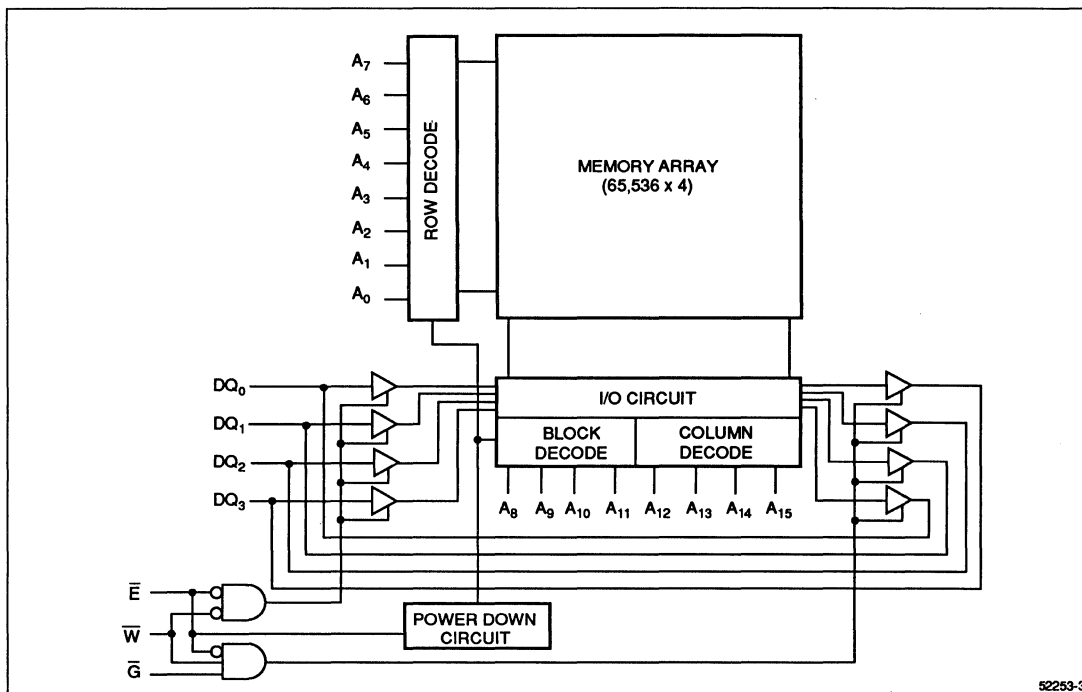 A7
A6
A5
A4
A3
A2
A1
A0
ROW DECODE
MEMORY ARRAY
(65,536 x 4)
DQ0
DQ1
DQ2
DQ3
I/O CIRCUIT
BLOCK
DECODE
COLUMN
DECODE
A8 A9 A10 A11 A12 A13 A14 A15
E̅
W̅
G̅
POWER DOWN
CIRCUIT
52253-3